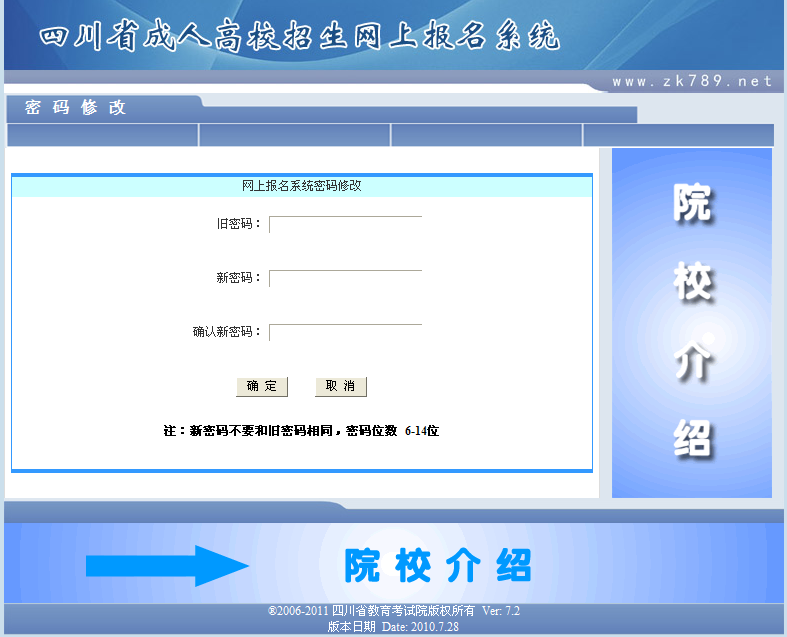 四川省成人高校招生网上报名系统
www.zk789.net
密码修改
网上报名系统密码修改
旧密码：
新密码：
确认新密码：
确 定 取 消
注：新密码不要和旧密码相同，密码位数 6-14位
院
校
介
绍
院校介绍
®2006-2011 四川省教育考试院版权所有 Ver: 7.2
版本日期 Date: 2010.7.28